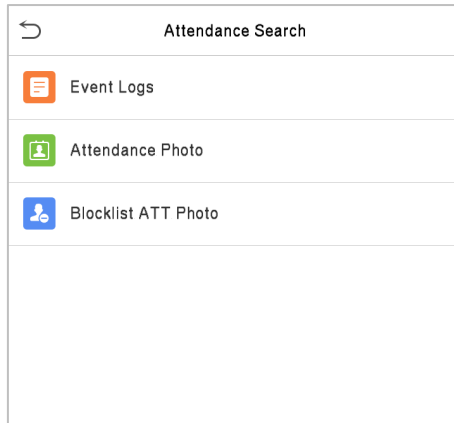 Attendance Search
Event Logs
Attendance Photo
Blocklist ATT Photo